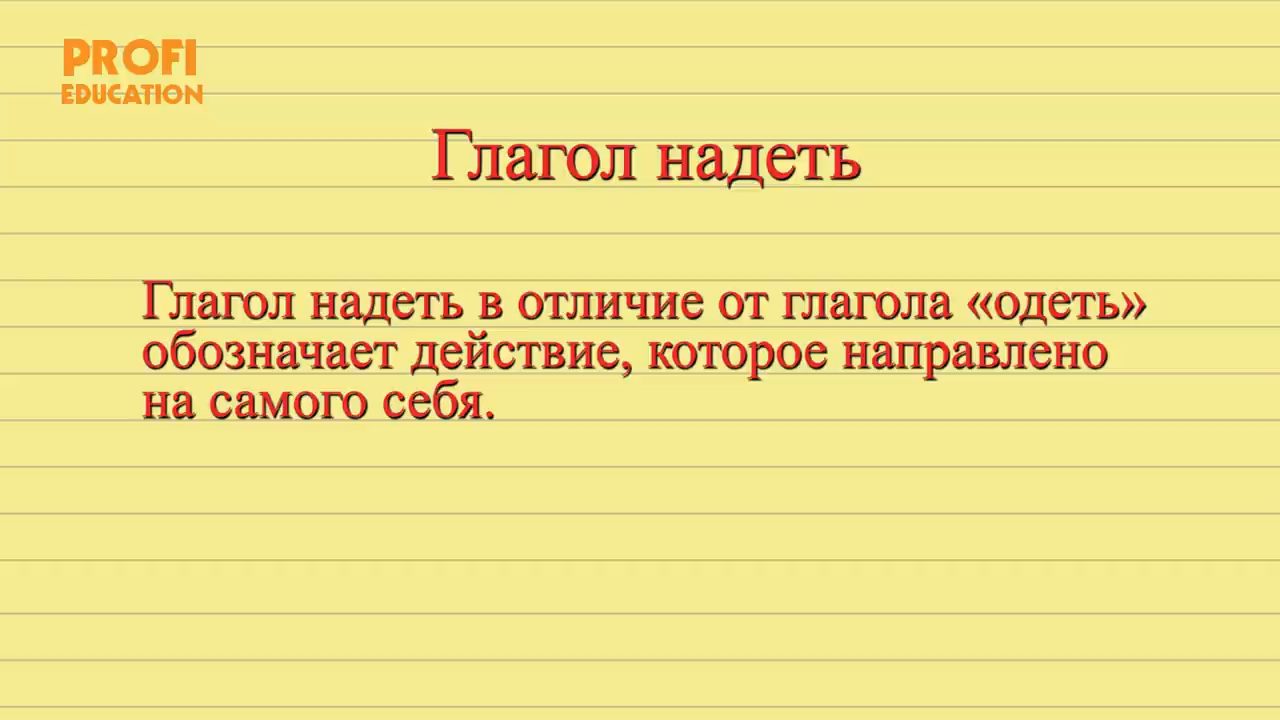 PROFI
EDUCATION
Глагол надеть
Глагол надеть в отличие от глагола «одеть»
обозначает действие, которое направлено
на самого себя.